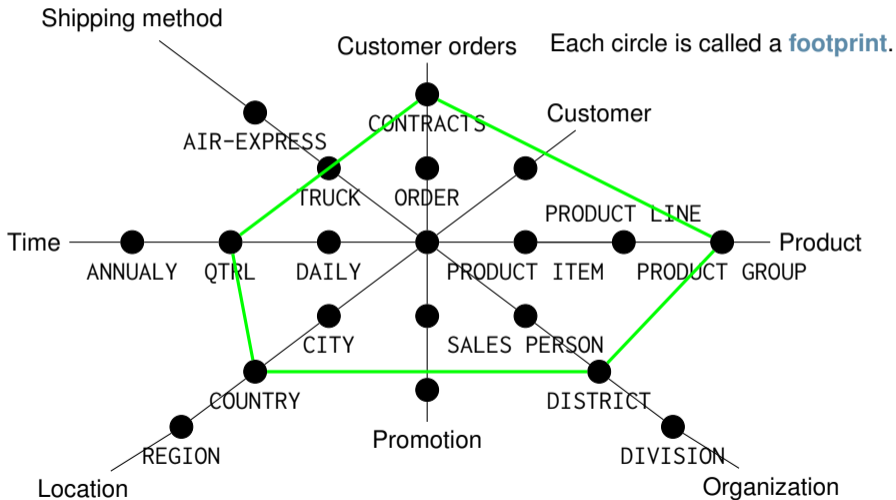 Shipping method
Customer orders
Each circle is called a footprint.
Customer
CONTRACTS
AIR-EXPRESS
TRUCK
ORDER
PRODUCT LINE
Time
Product
ANNUALY
QTRL
DAILY
PRODUCT ITEM
PRODUCT GROUP
CITY
SALES PERSON
COUNTRY
DISTRICT
Promotion
REGION
DIVISION
Location
Organization